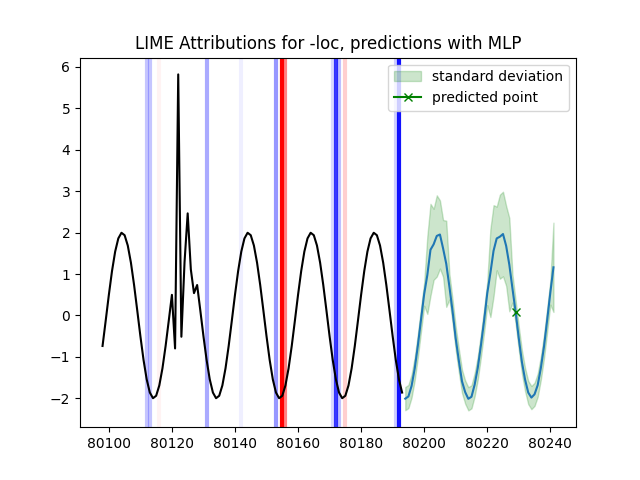 LIME Attributions for -loc, predictions with MLP
standard deviation
predicted point
6
5
4
3
2
1
0
−1
−2
80100 80120 80140 80160 80180 80200 80220 80240